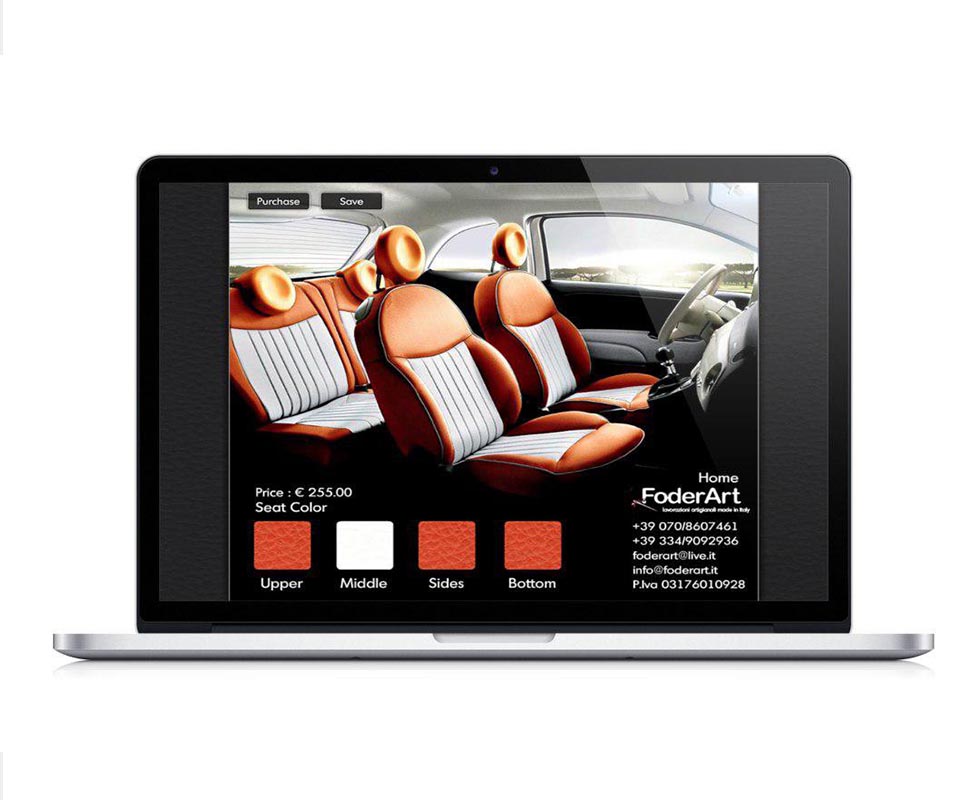 Purchase
Save
Price : € 255.00
Seat Color
Upper
Middle
Sides
Bottom
Home
FoderArt
lavorazioni artigianali made in Italy
+39 070/8607461
+39 334/9092936
foderart@live.it
info@foderart.it
P.Iva 03176010928